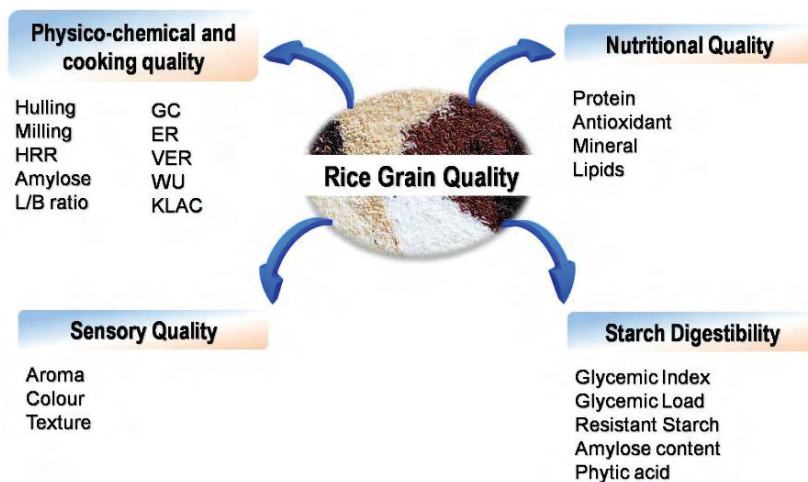 Physico-chemical and
cooking quality
Hulling
Milling
HRR
Amylose
L/B ratio
GC
ER
VER
WU
KLAC
Nutritional Quality
Protein
Antioxidant
Mineral
Lipids
Rice Grain Quality
Sensory Quality
Aroma
Colour
Texture
Starch Digestibility
Glycemic Index
Glycemic Load
Resistant Starch
Amylose content
Phytic acid